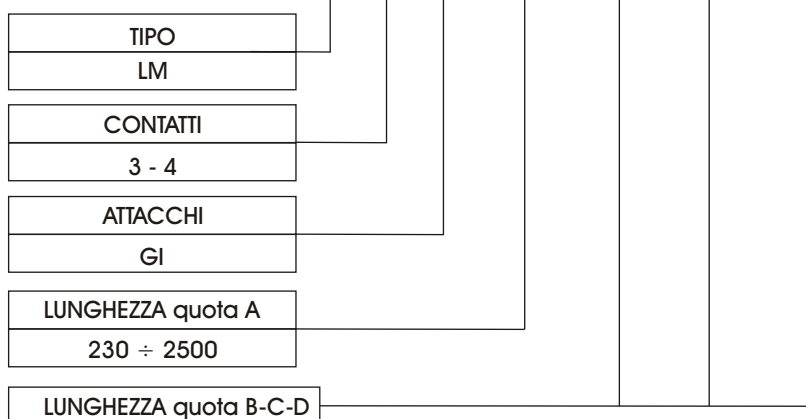 TIPO
LM
CONTATTI
3 - 4
ATTACCHI
GI
LUNGHEZZA quota A
230 ÷ 2500
LUNGHEZZA quota B-C-D